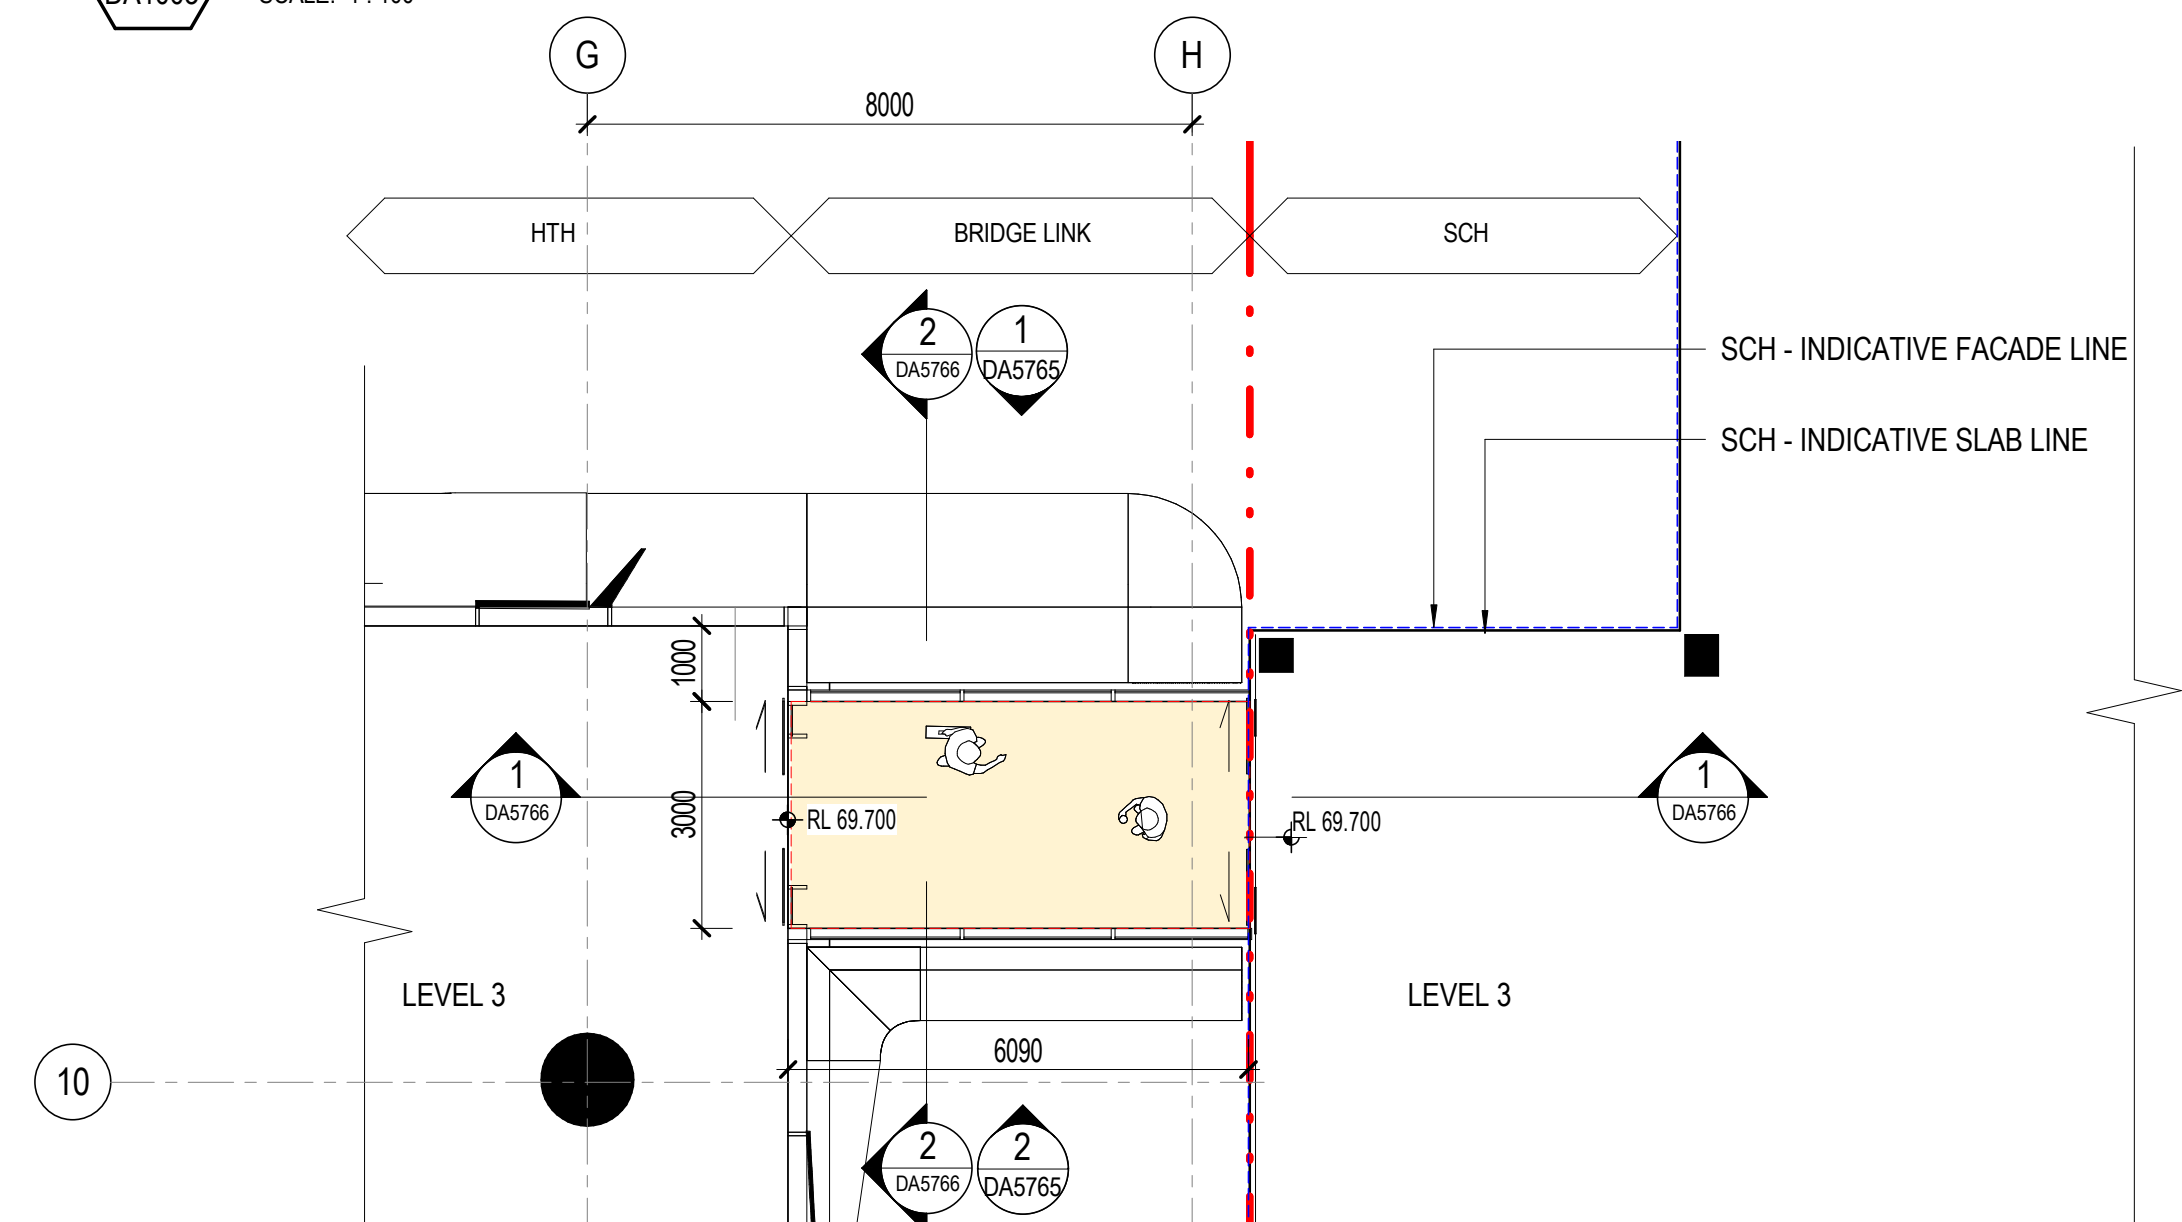 G
H
8000
HTH
BRIDGE LINK
SCH
2
DA5766
1
DA5765
SCH - INDICATIVE FACADE LINE
SCH - INDICATIVE SLAB LINE
1000
3000
1
DA5766
RL 69.700
RL 69.700
1
DA5766
LEVEL 3
LEVEL 3
6090
10
2
DA5766
2
DA5765